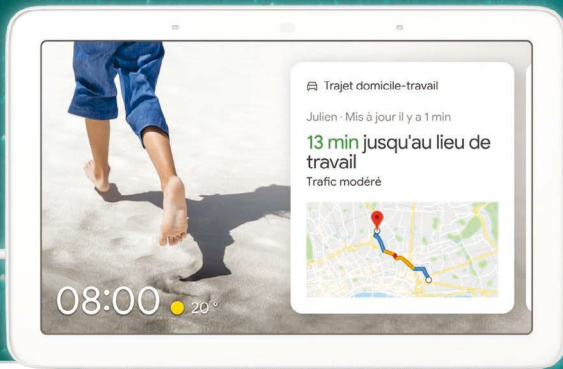 Trajet domicile-travail
Julien · Mis à jour il y a 1 min
13 min jusqu'au lieu de
travail
Trafic modéré
08:00 20°